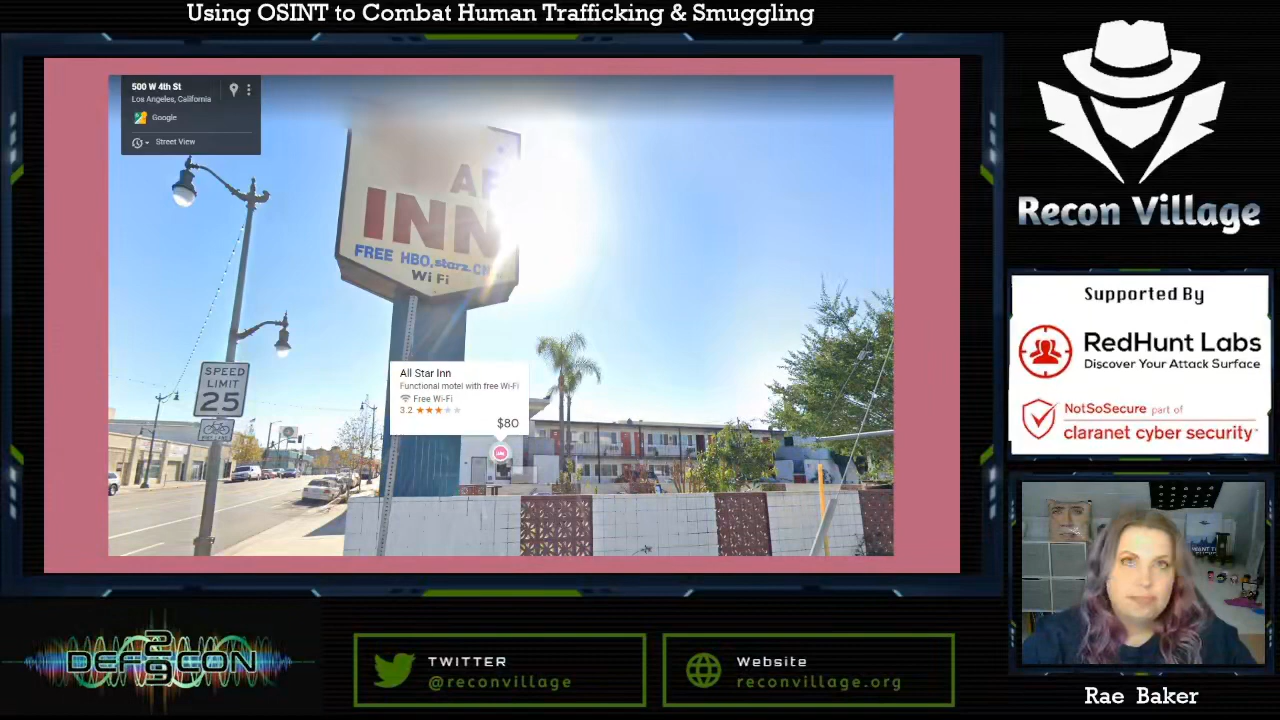 Using OSINT to Combat Human Trafficking & Smuggling
500 W 4th St
Los Angeles, California
Google
Street View
INN
FREE HBO, starz
Wi Fi
All Star Inn
Functional motel with free Wi-Fi
Free Wi-Fi
3.2
$80
SPEED
LIMIT
25
Recon Village
Supported By
RedHunt Labs
Discover Your Attack Surface
NotSoSecure part of
claranet cyber security
DEFCON
29
TWITTER
@reconvillage
Website
reconvillage.org
Rae Baker